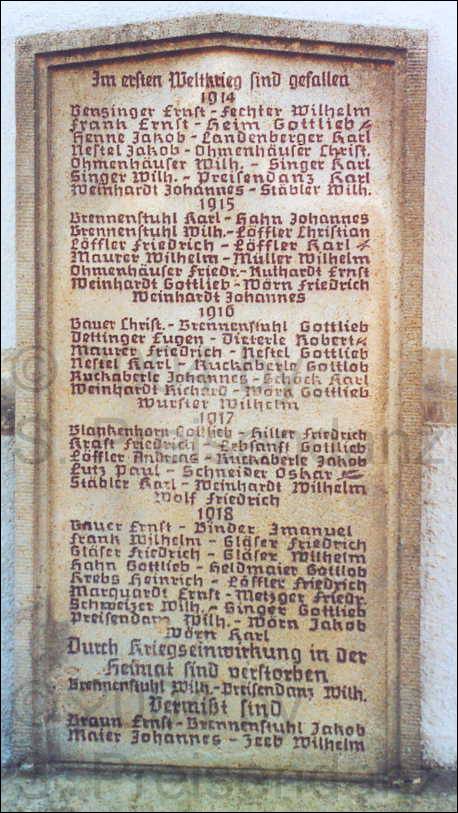 Im ersten Weltkrieg sind gefallen
1914
Bensinger Ernst - Fechter Wilhelm
Frank Ernst - Heim Gottlieb
Henne Jakob - Landenberger Karl
Nestel Jakob - Ohmenhäuser Christ.
Ohmenhäuser Wilh. - Singer Karl
Singer Wilh. - Preisendanz Karl
Weinhardt Johannes - Stäbler Wilh.
1915
Brennenstuhl Karl - Hahn Johannes
Brennenstuhl Wilh. - Löffler Christian
Löffler Friedrich - Löffler Karl
Maurer Wilhelm - Müller Wilhelm
Ohmenhäuser Friedr. - Ruthardt Ernst
Weinhardt Gottlieb - Wörn Friedrich
Weinhardt Johannes
1916
Bauer Christ. - Brennenstuhl Gottlieb
Dettinger Eugen - Dieterle Robert
Maurer Friedrich - Nestel Gottlieb
Nestel Karl - Ruckaberle Gottlob
Ruckaberle Johannes - Schöck Karl
Weinhardt Richard - Wörn Gottlieb
Wurster Wilhelm
1917
Blankenhorn Gottlieb - Hiller Friedrich
Kraft Friedrich - Lebsanft Gottlieb
Löffler Andreas - Ruckaberle Jakob
Lutz Paul - Schneider Oskar
Stäbler Karl - Weinhardt Wilhelm
Wolf Friedrich
1918
Bauer Ernst - Binder Imanuel
Frank Wilhelm - Gläser Friedrich
Gläser Friedrich - Gläser Wilhelm
Hahn Gottlieb - Heldmaier Gottlob
Krebs Heinrich - Löffler Friedrich
Marquardt Ernst - Metzger Friedr.
Schweizer Wilh. - Singer Gottlieb
Preisendanz Wilh. - Wörn Jakob
Wörn Karl
Durch Kriegseinwirkung in der
Heimat sind verstorben
Brennenstuhl Wilh. - Preisendanz Wilh.
Vermißt sind
Braun Ernst - Brennenstuhl Jakob
Maier Johannes - Zeeb Wilhelm
S. Preisendanz